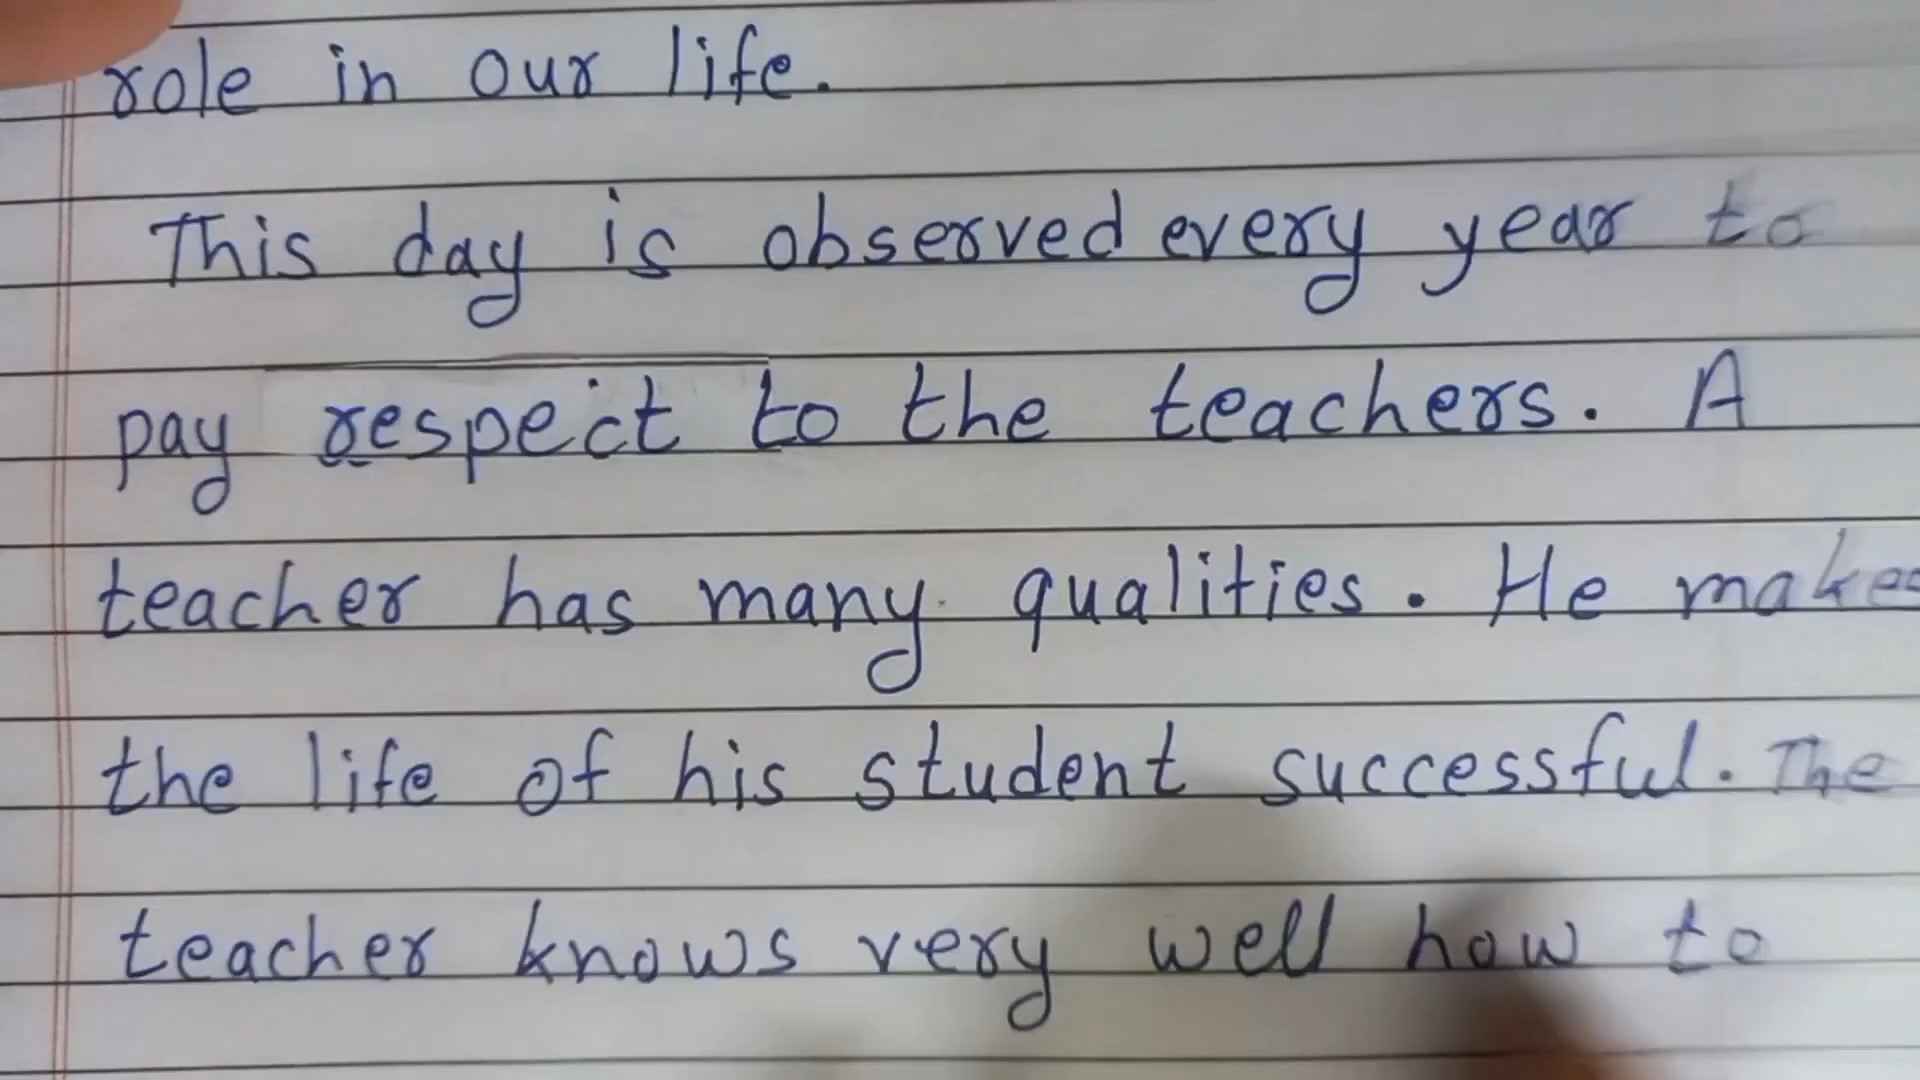 role in our life.
This day is observed every year to
pay respect to the teachers. A
teacher has many qualities. He makes
the life of his student successful. The
teacher knows very well how to